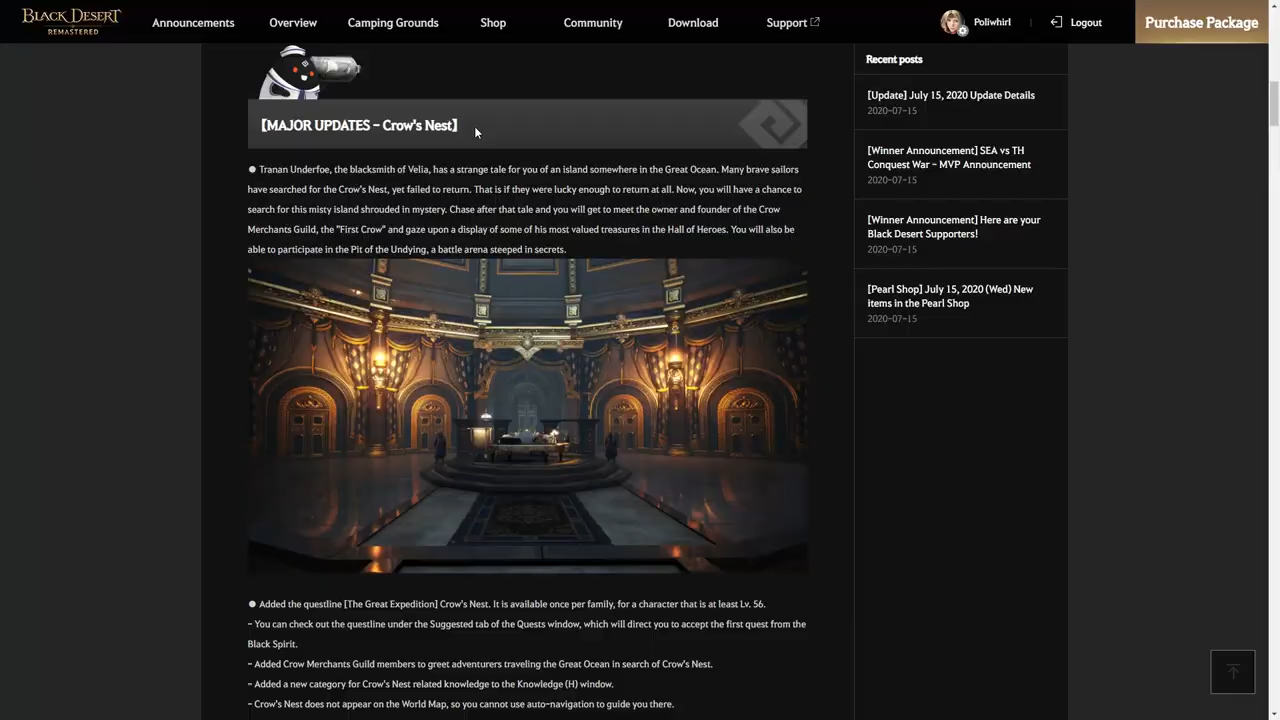 BLACK DESERT
REMASTERED
Announcements
Overview
Camping Grounds
Shop
Community
Download
Support
Poliwhirl
Logout
Purchase Package
【MAJOR UPDATES - Crow's Nest】
● Tranan Underfoe, the blacksmith of Velia, has a strange tale for you of an island somewhere in the Great Ocean. Many brave sailors
have searched for the Crow's Nest, yet failed to return. That is if they were lucky enough to return at all. Now, you will have a chance to
search for this misty island shrouded in mystery. Chase after that tale and you will get to meet the owner and founder of the Crow
Merchants Guild, the "First Crow" and gaze upon a display of some of his most valued treasures in the Hall of Heroes. You will also be
able to participate in the Pit of the Undying, a battle arena steeped in secrets.
● Added the questline [The Great Expedition] Crow's Nest. It is available once per family, for a character that is at least Lv. 56.
- You can check out the questline under the Suggested tab of the Quests window, which will direct you to accept the first quest from the
Black Spirit.
- Added Crow Merchants Guild members to greet adventurers traveling the Great Ocean in search of Crow's Nest.
- Added a new category for Crow's Nest related knowledge to the Knowledge (H) window.
- Crow's Nest does not appear on the World Map, so you cannot use auto-navigation to guide you there.
Recent posts
[Update] July 15, 2020 Update Details
2020-07-15
[Winner Announcement] SEA vs TH
Conquest War - MVP Announcement
2020-07-15
[Winner Announcement] Here are your
Black Desert Supporters!
2020-07-15
[Pearl Shop] July 15, 2020 (Wed) New
items in the Pearl Shop
2020-07-15